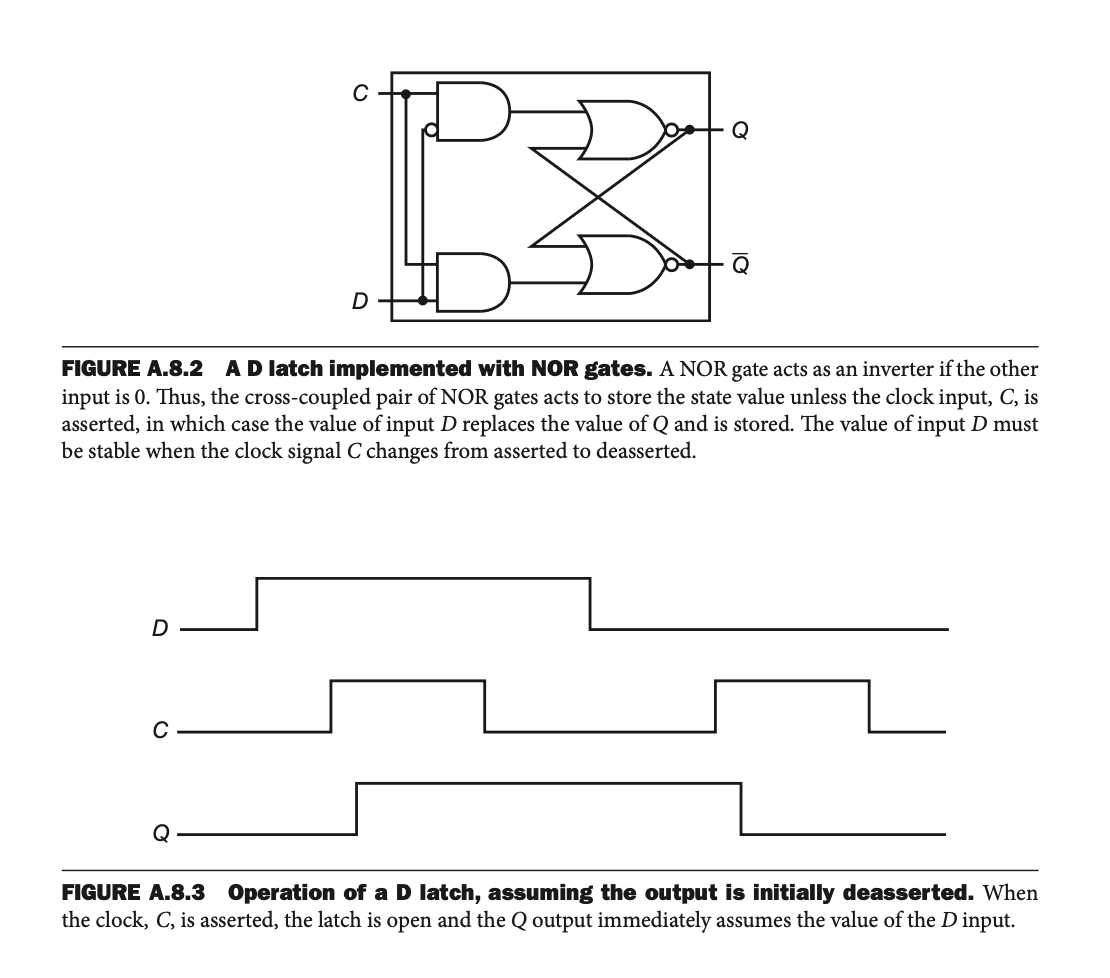 C
Q
Q̅
D
FIGURE A.8.2 A D latch implemented with NOR gates. A NOR gate acts as an inverter if the other
input is 0. Thus, the cross-coupled pair of NOR gates acts to store the state value unless the clock input, C, is
asserted, in which case the value of input D replaces the value of Q and is stored. The value of input D must
be stable when the clock signal C changes from asserted to deasserted.
D
C
Q
FIGURE A.8.3 Operation of a D latch, assuming the output is initially deasserted. When
the clock, C, is asserted, the latch is open and the Q output immediately assumes the value of the D input.